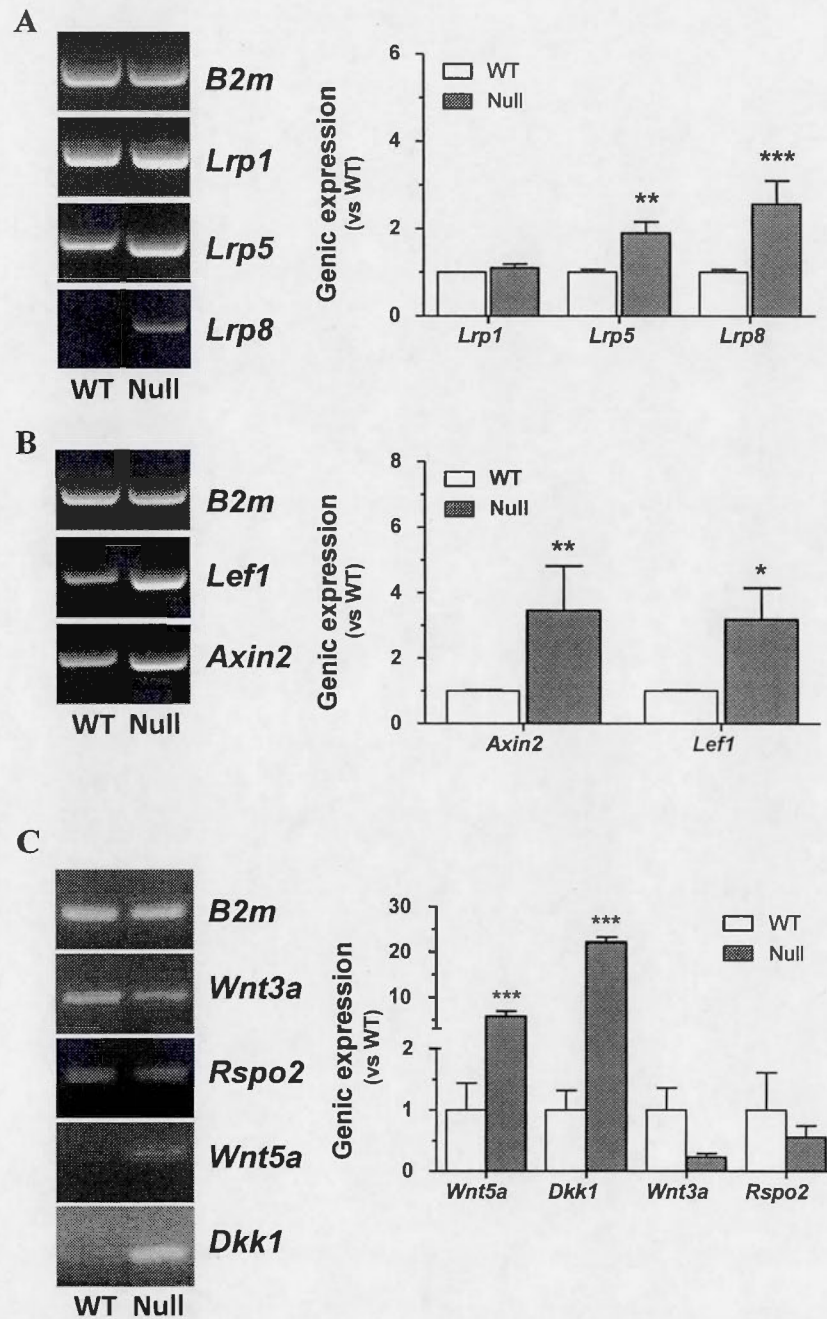 A
B2m
Lrp1
Lrp5
Lrp8
WT Null
Genic expression
(vs WT)
6
4
2
0
WT
Null
**
***
Lrp1 Lrp5 Lrp8
B
B2m
Lef1
Axin2
WT Null
Genic expression
(vs WT)
8
6
4
2
0
WT
Null
**
*
Axin2 Lef1
C
B2m
Wnt3a
Rspo2
Wnt5a
Dkk1
WT Null
Genic expression
(vs WT)
30
20
10
2
1
0
WT
Null
***
***
Wnt5a Dkk1 Wnt3a Rspo2